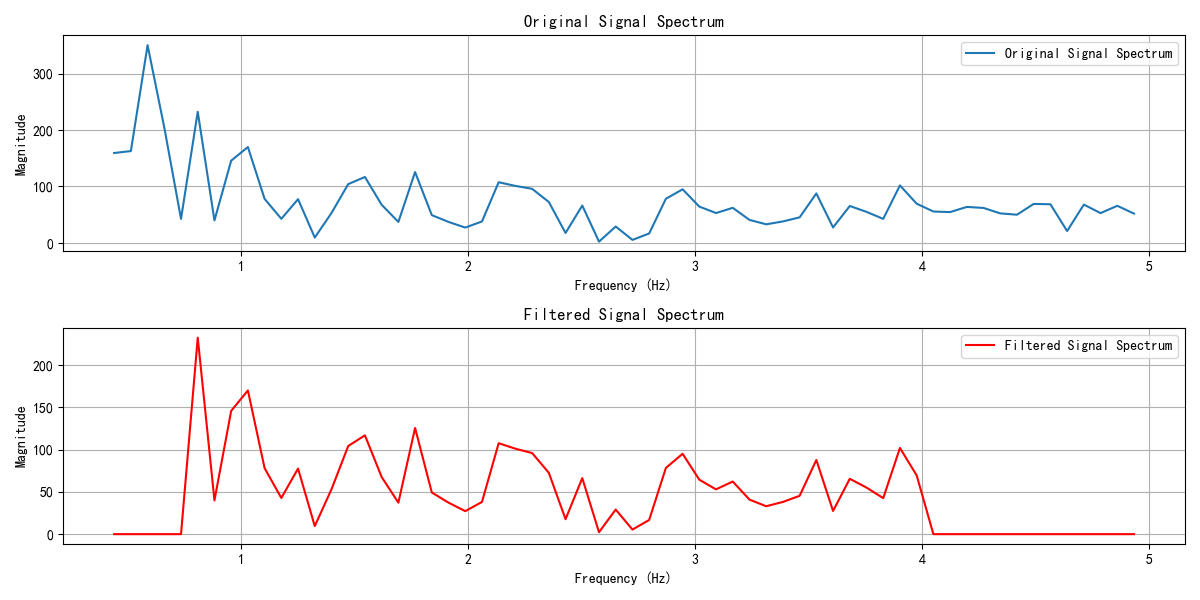 Original Signal Spectrum
Original Signal Spectrum
Magnitude
300
200
100
0
1 2 3 4 5
Frequency (Hz)
Filtered Signal Spectrum
Filtered Signal Spectrum
Magnitude
200
150
100
50
0
1 2 3 4 5
Frequency (Hz)